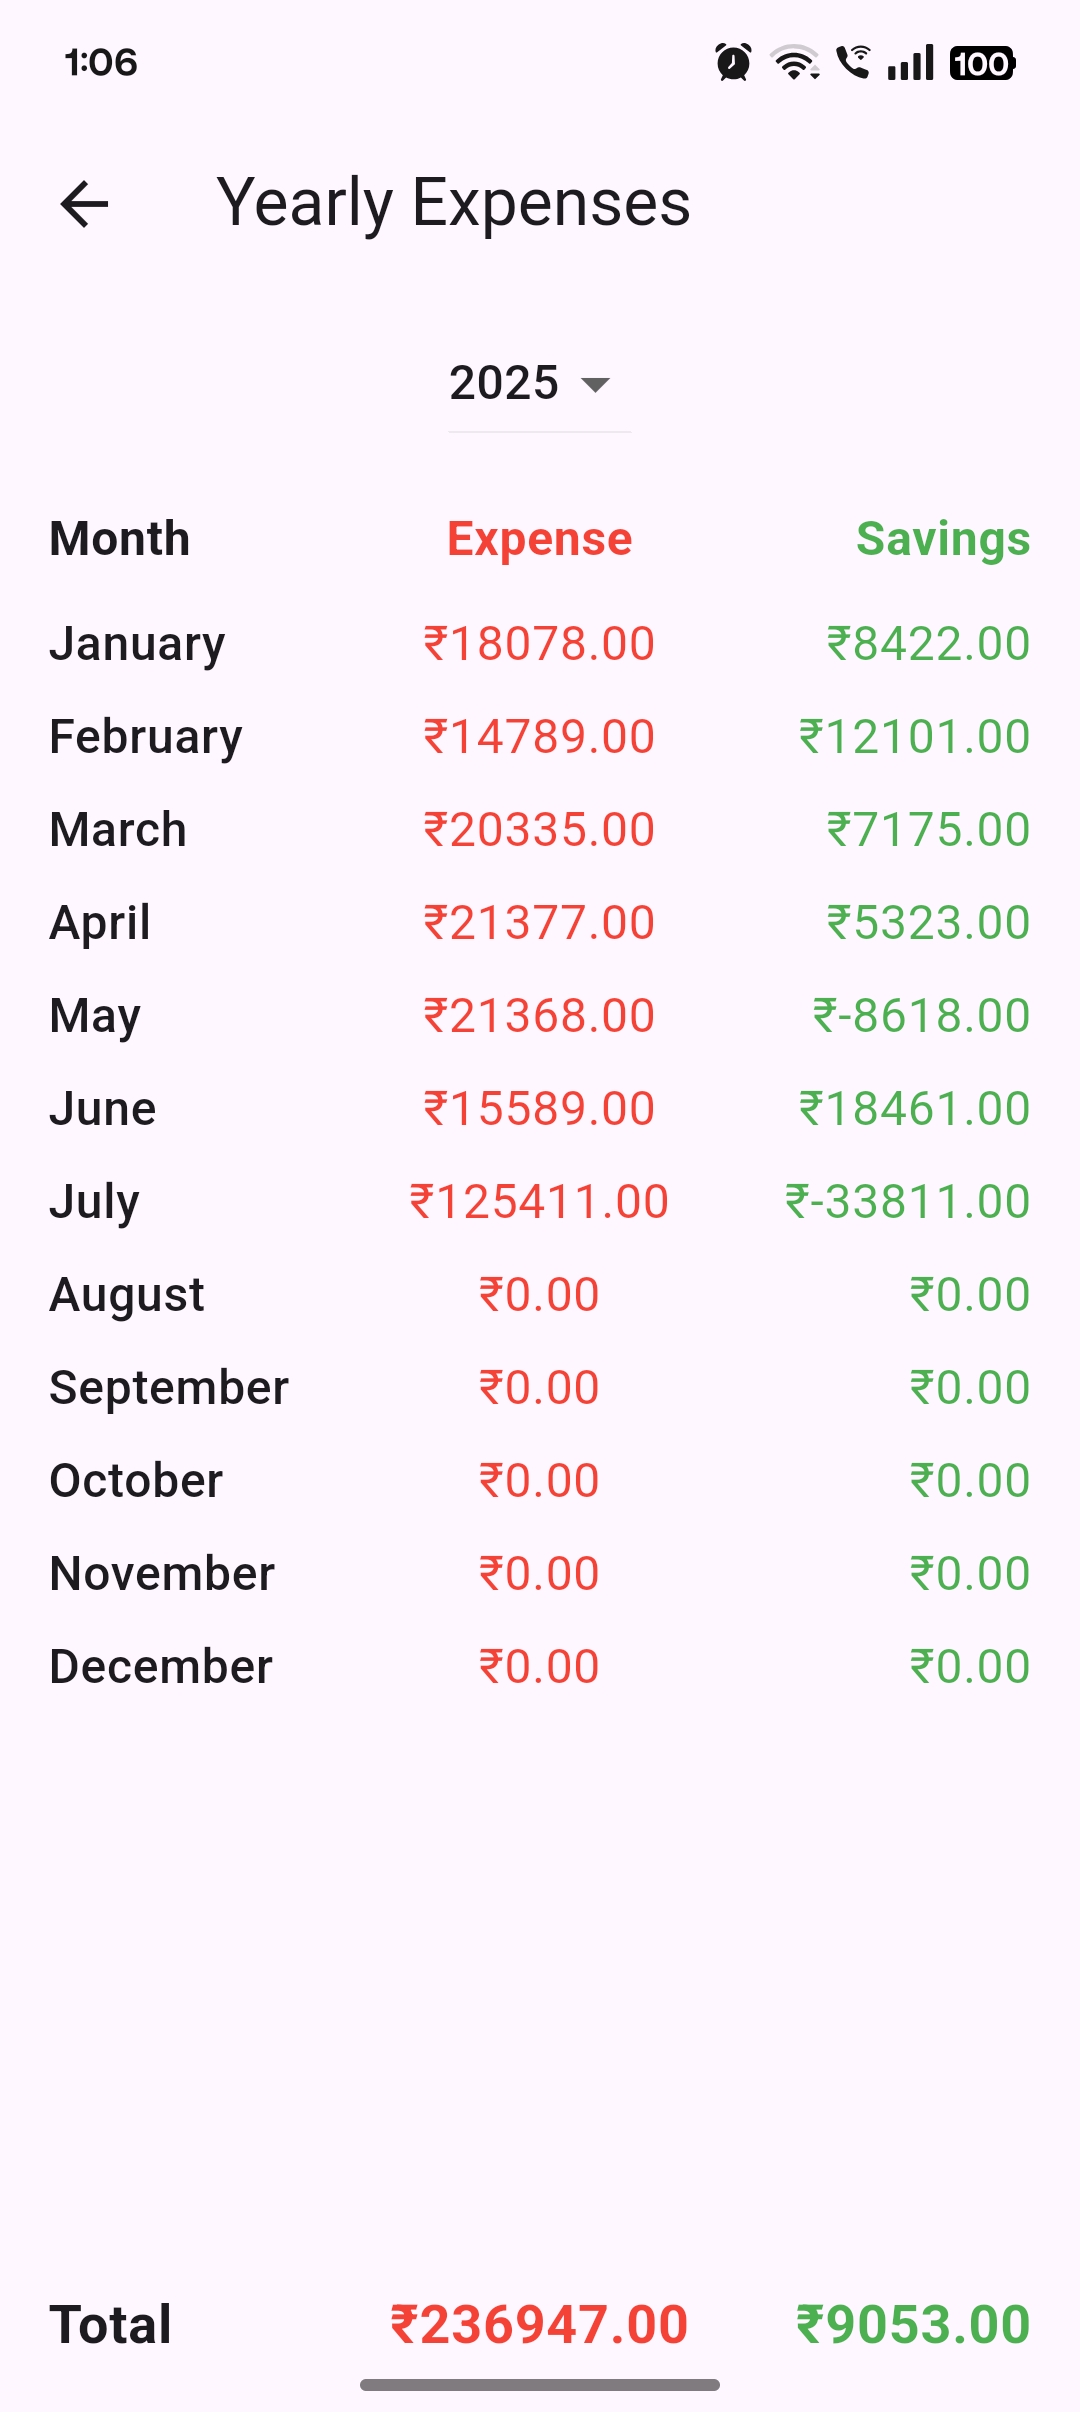 1:06 100
Yearly Expenses
2025
Month Expense Savings
January ₹18078.00 ₹8422.00
February ₹14789.00 ₹12101.00
March ₹20335.00 ₹7175.00
April ₹21377.00 ₹5323.00
May ₹21368.00 ₹-8618.00
June ₹15589.00 ₹18461.00
July ₹125411.00 ₹-33811.00
August ₹0.00 ₹0.00
September ₹0.00 ₹0.00
October ₹0.00 ₹0.00
November ₹0.00 ₹0.00
December ₹0.00 ₹0.00
Total ₹236947.00 ₹9053.00